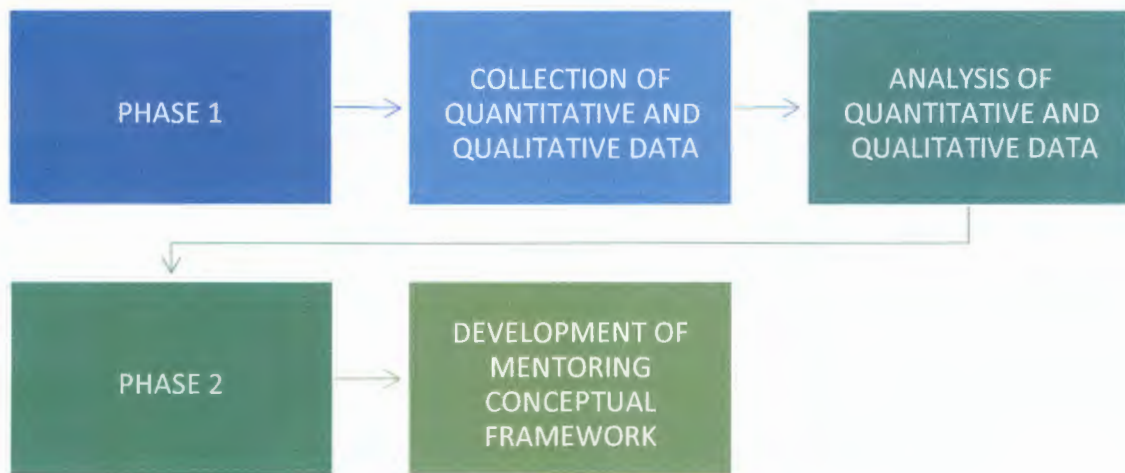 PHASE 1
COLLECTION OF
QUANTITATIVE AND
QUALITATIVE DATA
ANALYSIS OF
QUANTITATIVE AND
QUALITATIVE DATA
PHASE 2
DEVELOPMENT OF
MENTORING
CONCEPTUAL
FRAMEWORK